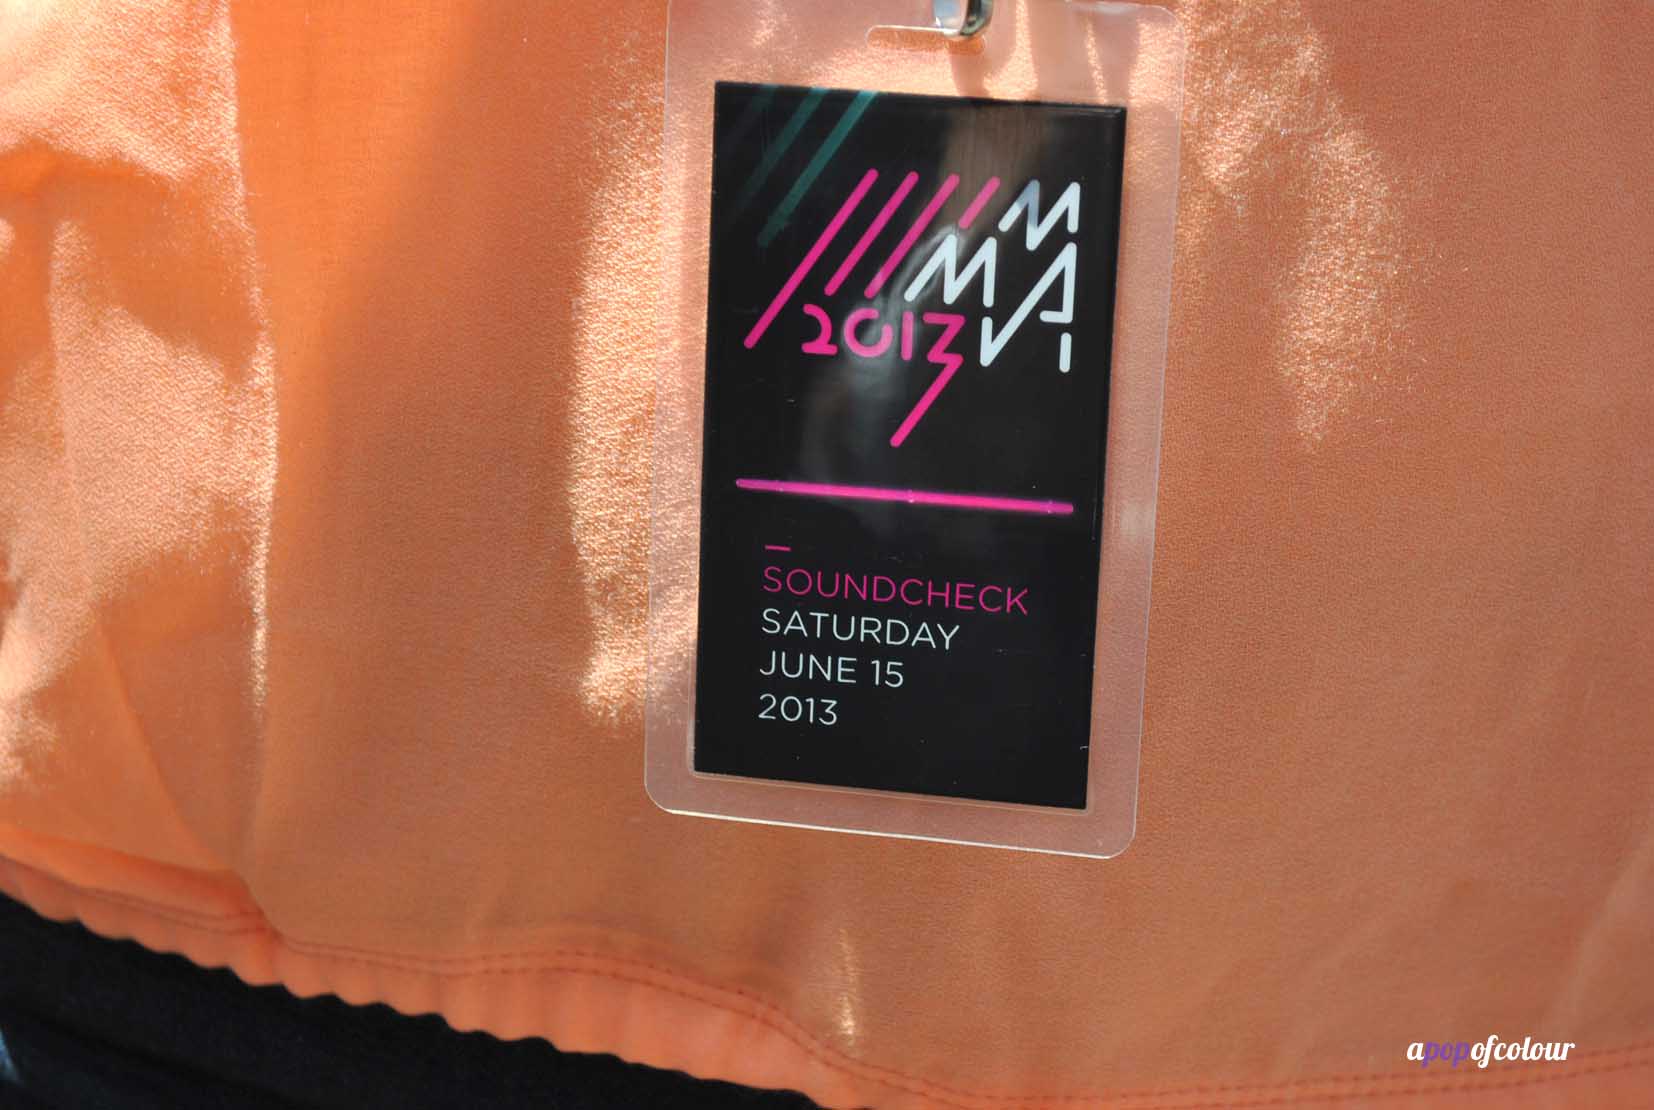 MMVA
2013
SOUNDCHECK
SATURDAY
JUNE 15
2013
apopofcolour